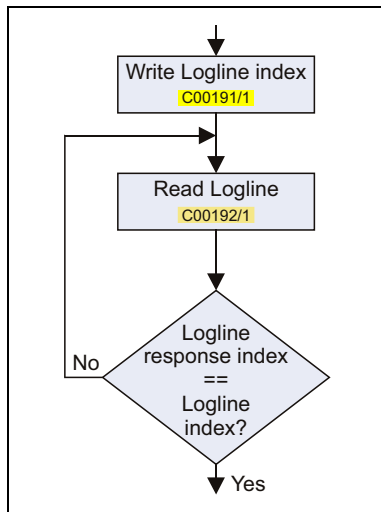 Write Logline index
C00191/1
Read Logline
C00192/1
Logline
response index
==
Logline
index?
No
Yes